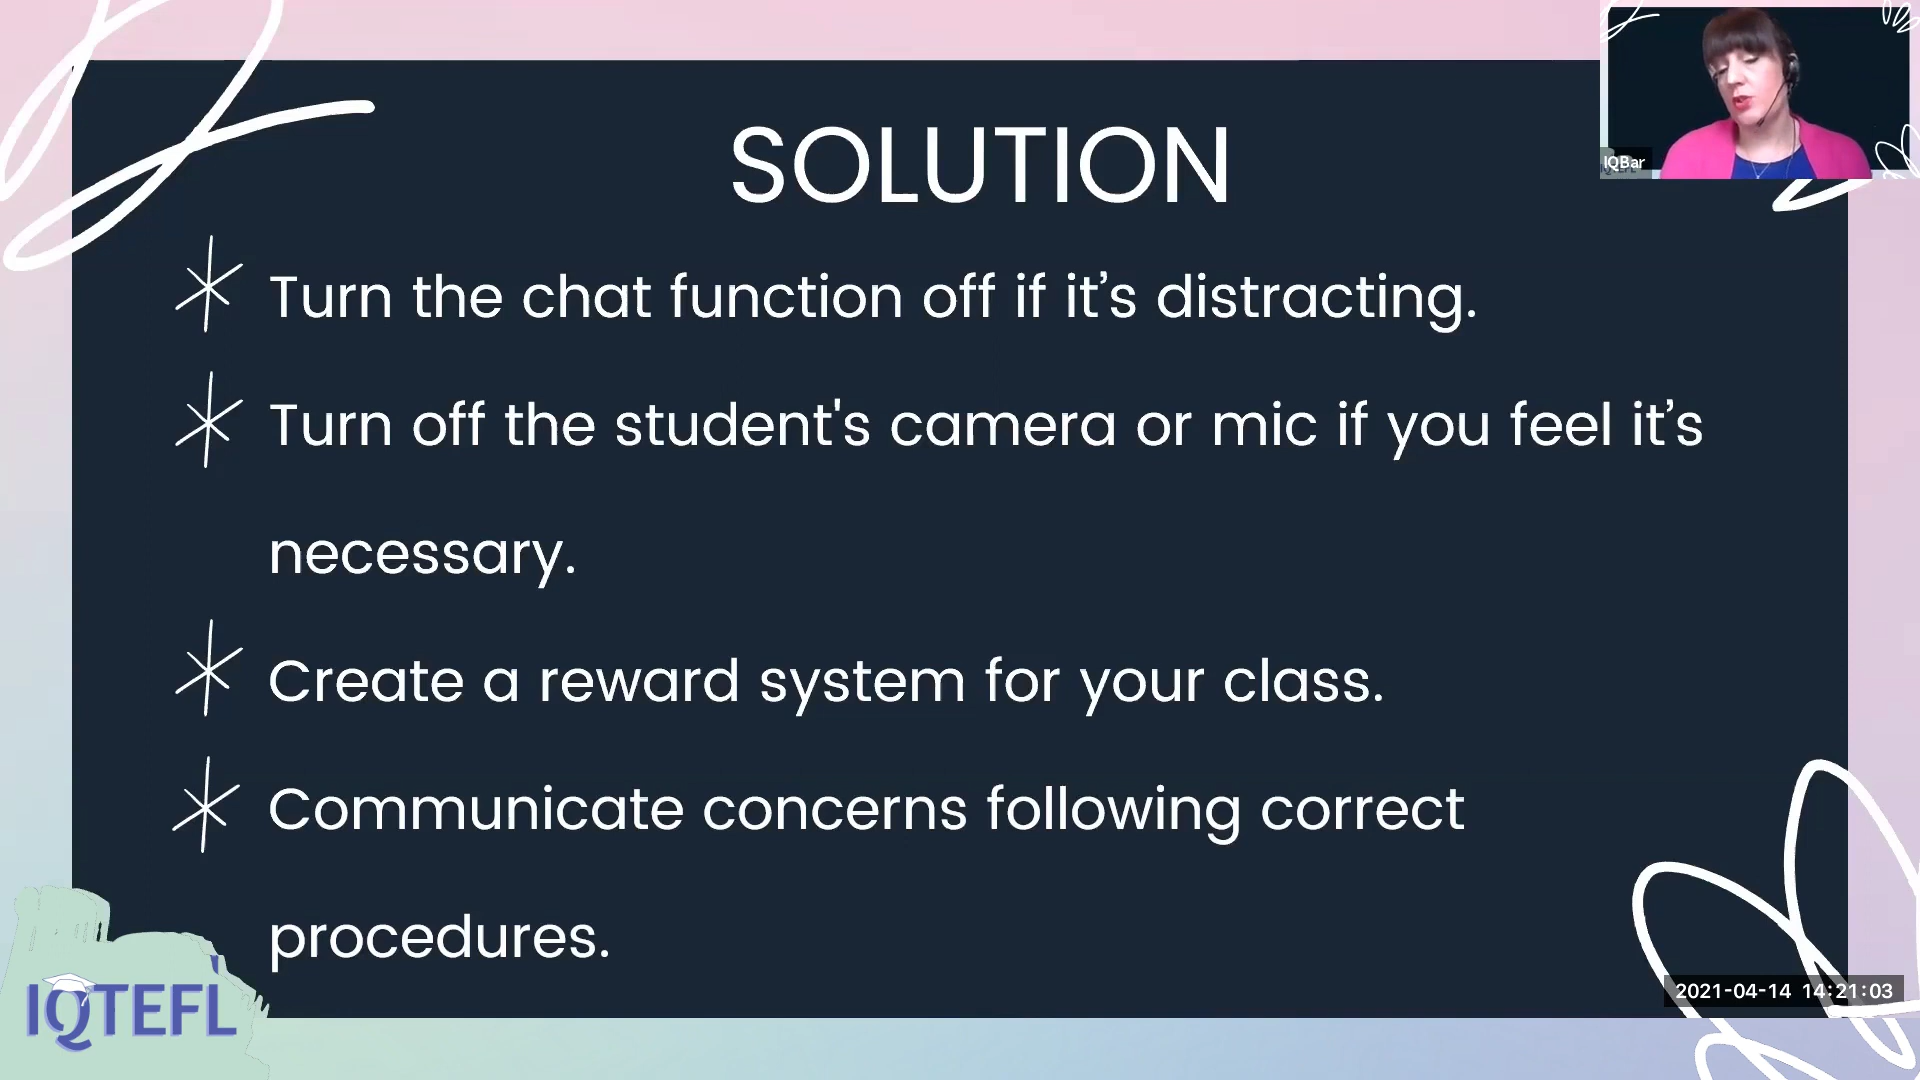 IQBar
SOLUTION
Turn the chat function off if it’s distracting.
Turn off the student's camera or mic if you feel it’s
necessary.
Create a reward system for your class.
Communicate concerns following correct
procedures.
IQTEFL
2021-04-14 14:21:03